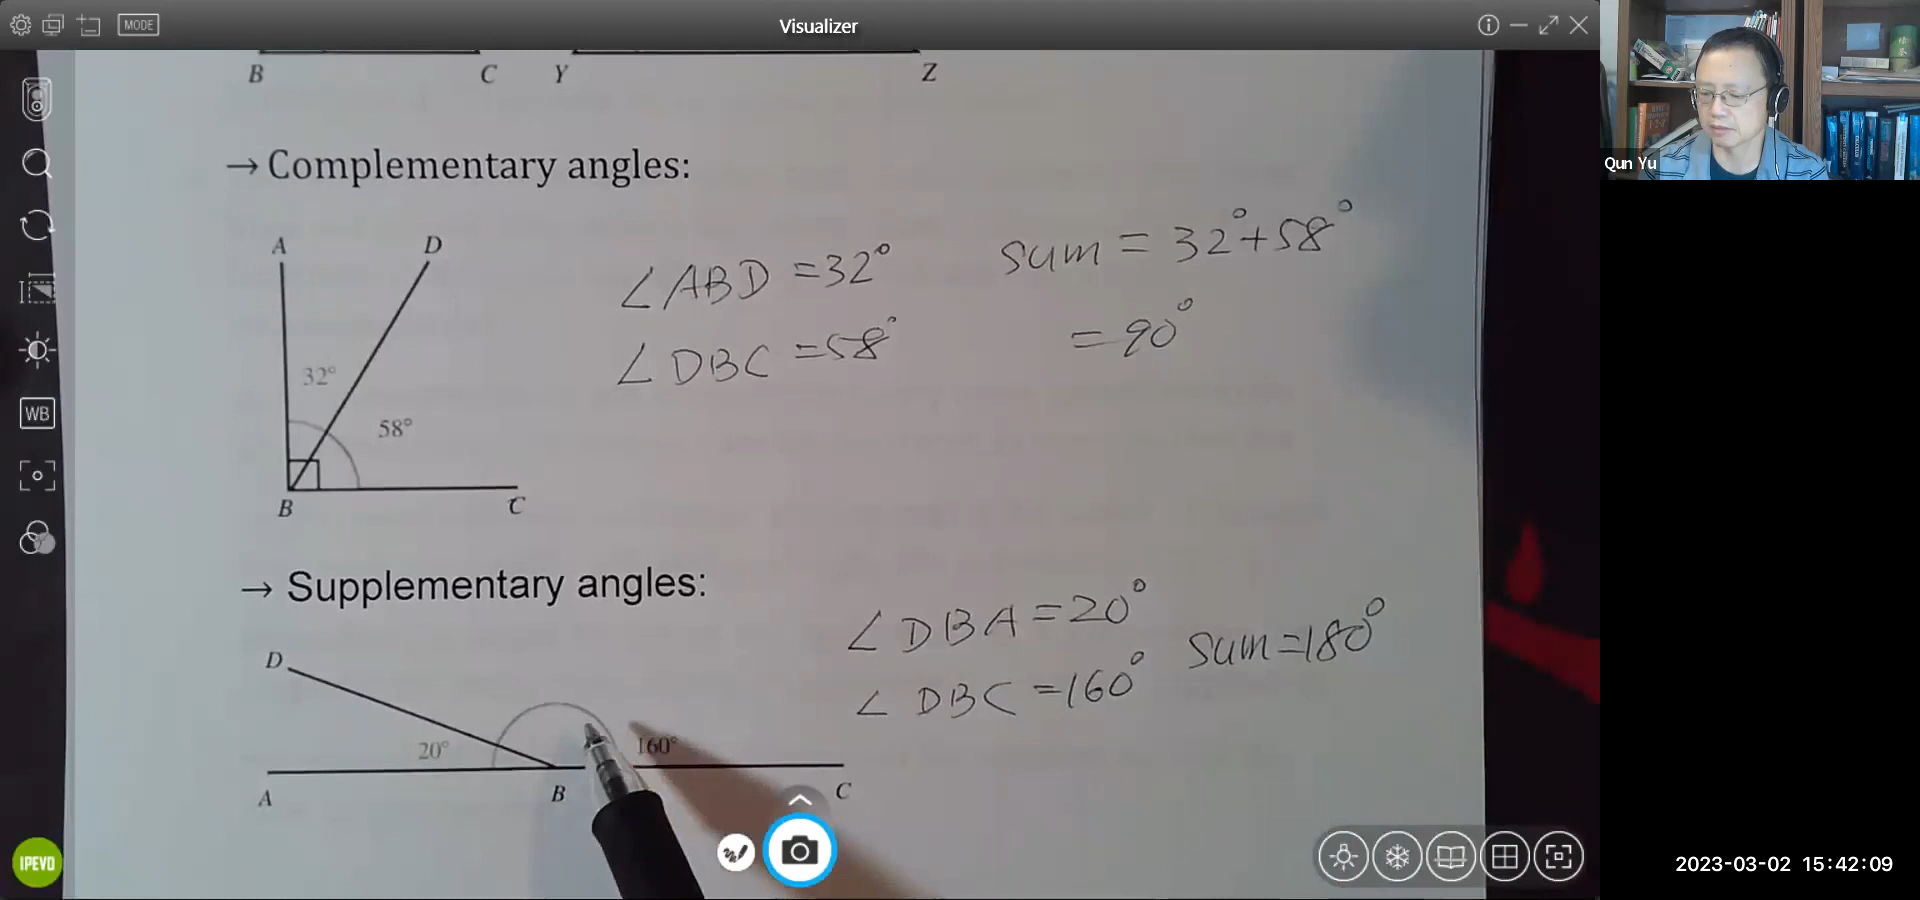 MODE
Visualizer
B C Y Z
→ Complementary angles:
A D
∠ABD = 32°
sum = 32° + 58°
∠DBC = 58°
= 90°
32°
58°
B C
→ Supplementary angles:
∠DBA = 20°
∠DBC = 160°
sum = 180°
D
20° 160°
A B C
WB
IPEVO
Qun Yu
2023-03-02 15:42:09